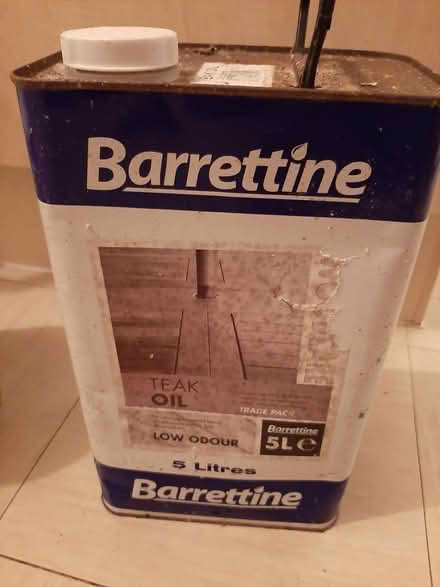 Barrettine
TEAK
OIL
TRADE PACK
LOW ODOUR
Barrettine
5L e
5 Litres
Barrettine